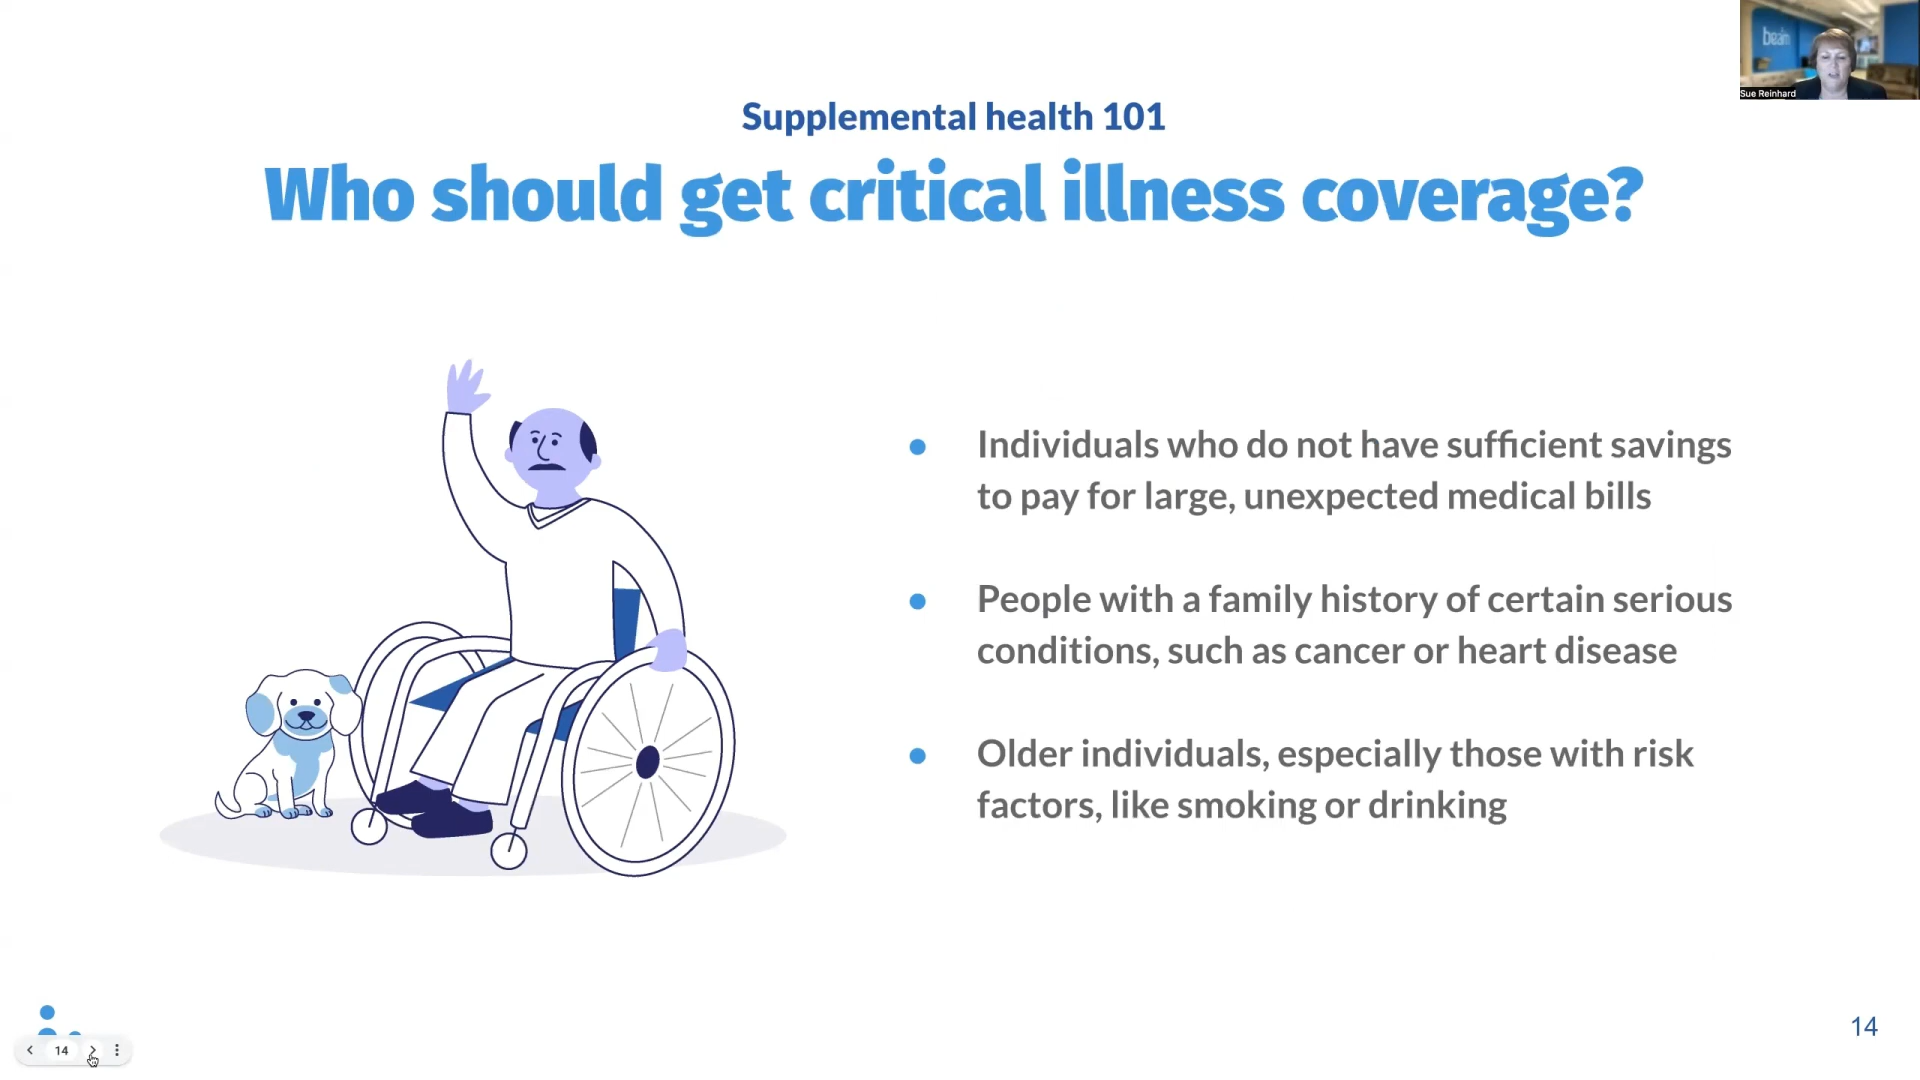 beam
Sue Reinhard
Supplemental health 101
Who should get critical illness coverage?
● Individuals who do not have sufficient savings
to pay for large, unexpected medical bills
● People with a family history of certain serious
conditions, such as cancer or heart disease
● Older individuals, especially those with risk
factors, like smoking or drinking
14
14